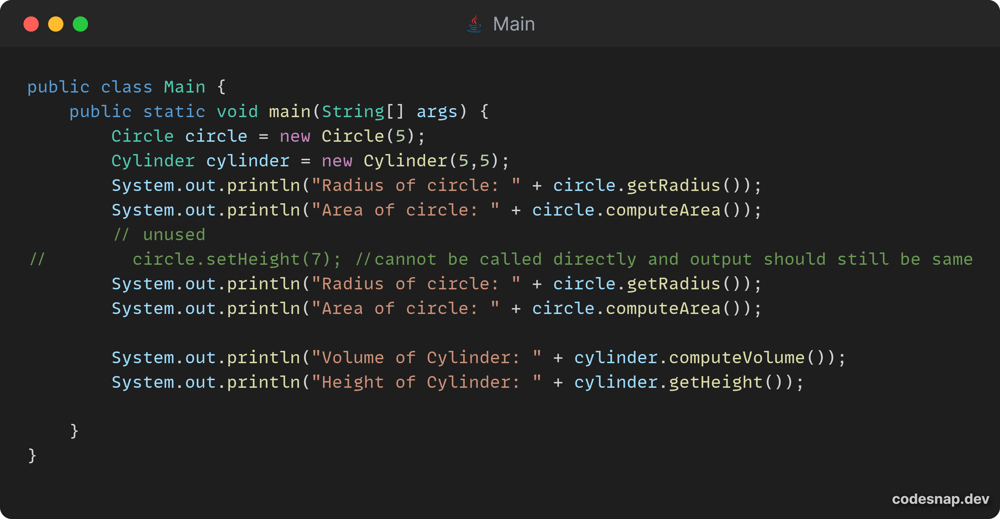 Main
public class Main {
    public static void main(String[] args) {
        Circle circle = new Circle(5);
        Cylinder cylinder = new Cylinder(5,5);
        System.out.println("Radius of circle: " + circle.getRadius());
        System.out.println("Area of circle: " + circle.computeArea());
        // unused
//        circle.setHeight(7); //cannot be called directly and output should still be same
        System.out.println("Radius of circle: " + circle.getRadius());
        System.out.println("Area of circle: " + circle.computeArea());
        System.out.println("Volume of Cylinder: " + cylinder.computeVolume());
        System.out.println("Height of Cylinder: " + cylinder.getHeight());
    }
}
codesnap.dev